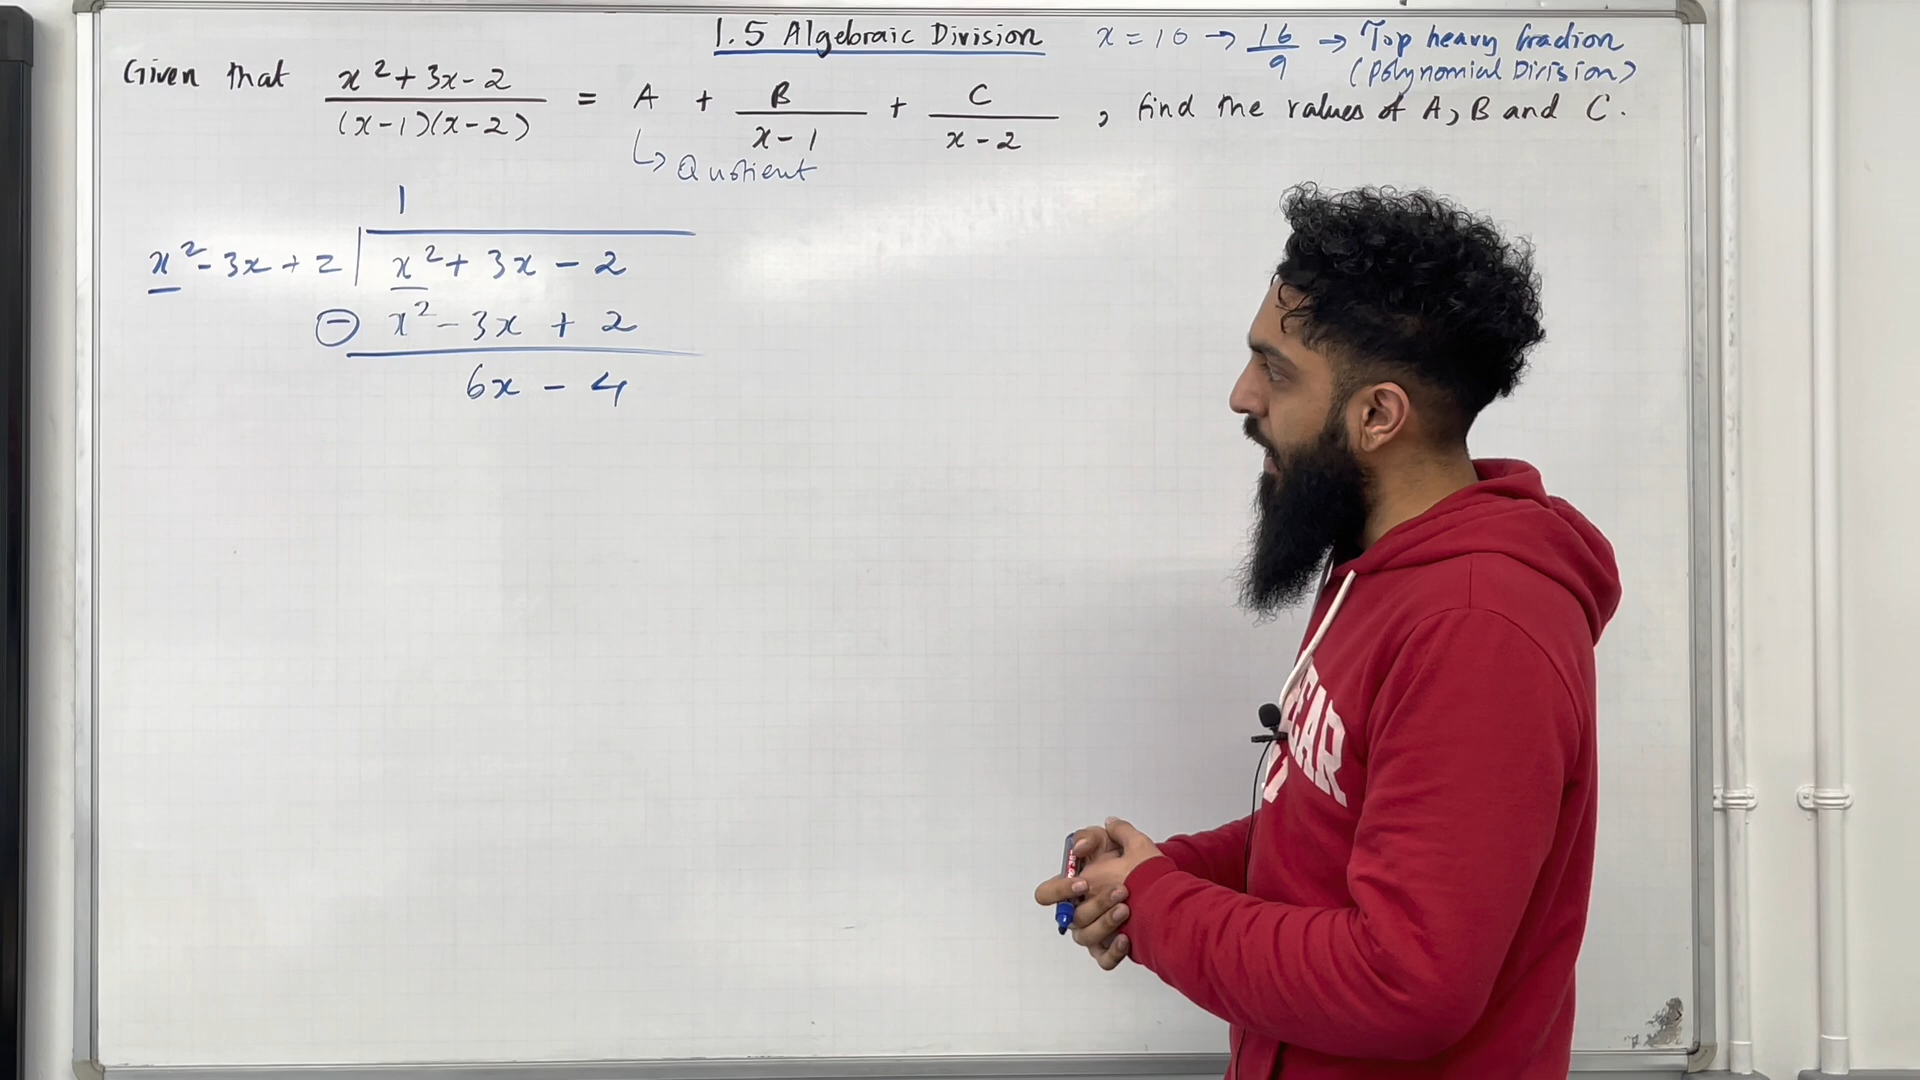 1.5 Algebraic Division
x = 10 → 16/9 → Top heavy fraction
(Polynomial Division)
Given that (x² + 3x - 2)/((x-1)(x-2)) = A + B/(x-1) + C/(x-2), find the values of A, B and C.
↳ Quotient
1
x² - 3x + 2 | x² + 3x - 2
⊖ x² - 3x + 2
6x - 4
EAR